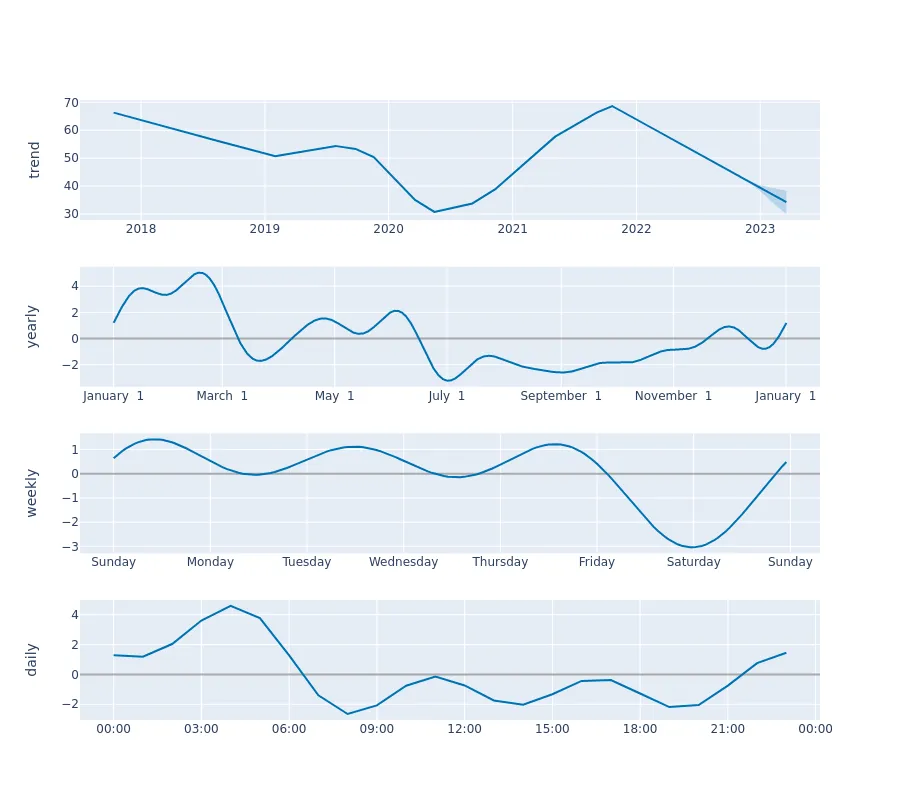 trend
70
60
50
40
30
2018 2019 2020 2021 2022 2023
yearly
4
2
0
−2
January 1 March 1 May 1 July 1 September 1 November 1 January 1
weekly
1
0
−1
−2
−3
Sunday Monday Tuesday Wednesday Thursday Friday Saturday Sunday
daily
4
2
0
−2
00:00 03:00 06:00 09:00 12:00 15:00 18:00 21:00 00:00